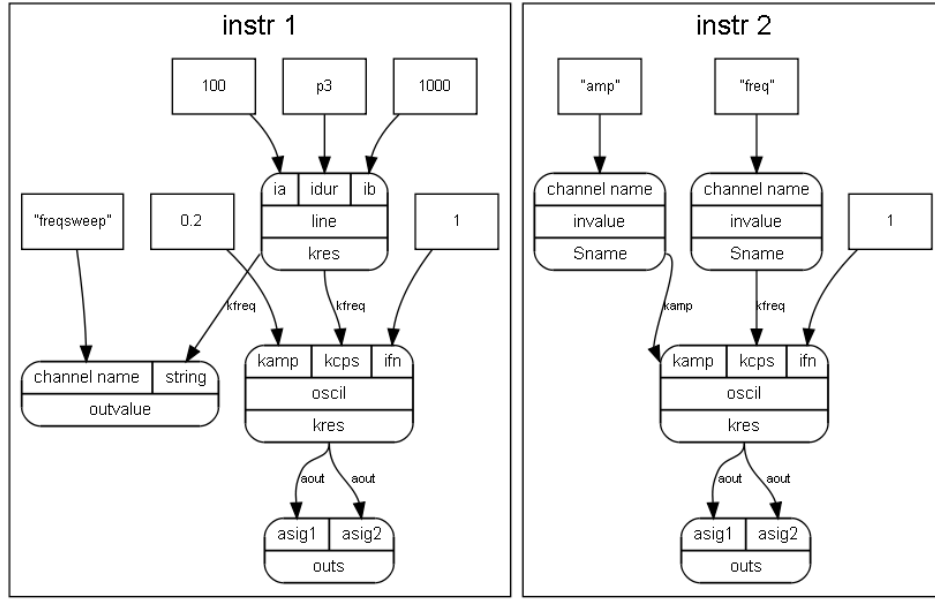 instr 1
100
p3
1000
ia idur ib
line
kres
"freqsweep"
0.2
1
kfreq
kfreq
channel name string
outvalue
kamp kcps ifn
oscil
kres
aout
aout
asig1 asig2
outs
instr 2
"amp"
"freq"
channel name
invalue
Sname
channel name
invalue
Sname
1
kamp
kfreq
kamp kcps ifn
oscil
kres
aout
aout
asig1 asig2
outs